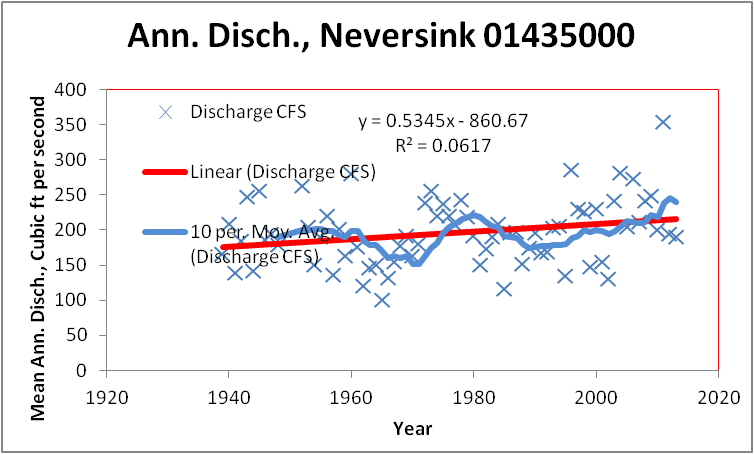 Ann. Disch., Neversink 01435000
Mean Ann. Disch., Cubic ft per second
400
350
300
250
200
150
100
50
0
Discharge CFS
Linear (Discharge CFS)
10 per. Mov. Avg.
(Discharge CFS)
y = 0.5345x - 860.67
R² = 0.0617
1920
1940
1960
1980
2000
2020
Year